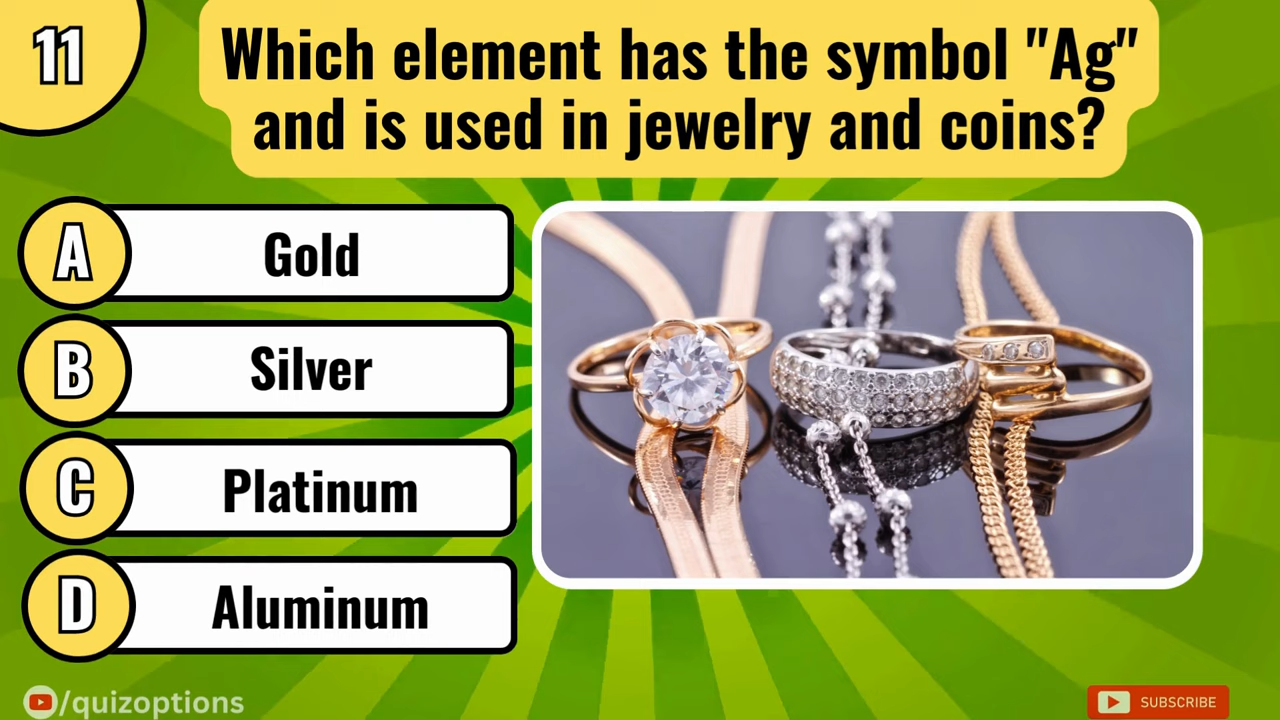 11
Which element has the symbol "Ag"
and is used in jewelry and coins?
A
Gold
B
Silver
C
Platinum
D
Aluminum
/quizoptions
SUBSCRIBE